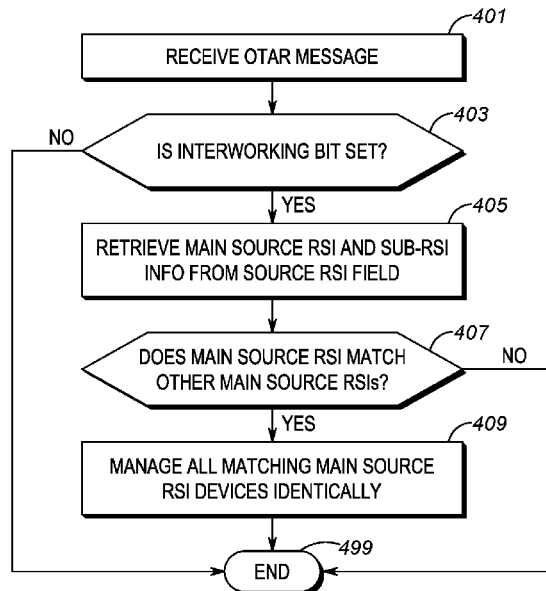 401
RECEIVE OTAR MESSAGE
403
NO
IS INTERWORKING BIT SET?
YES
405
RETRIEVE MAIN SOURCE RSI AND SUB-RSI
INFO FROM SOURCE RSI FIELD
407
DOES MAIN SOURCE RSI MATCH
OTHER MAIN SOURCE RSIs?
NO
YES
409
MANAGE ALL MATCHING MAIN SOURCE
RSI DEVICES IDENTICALLY
499
END